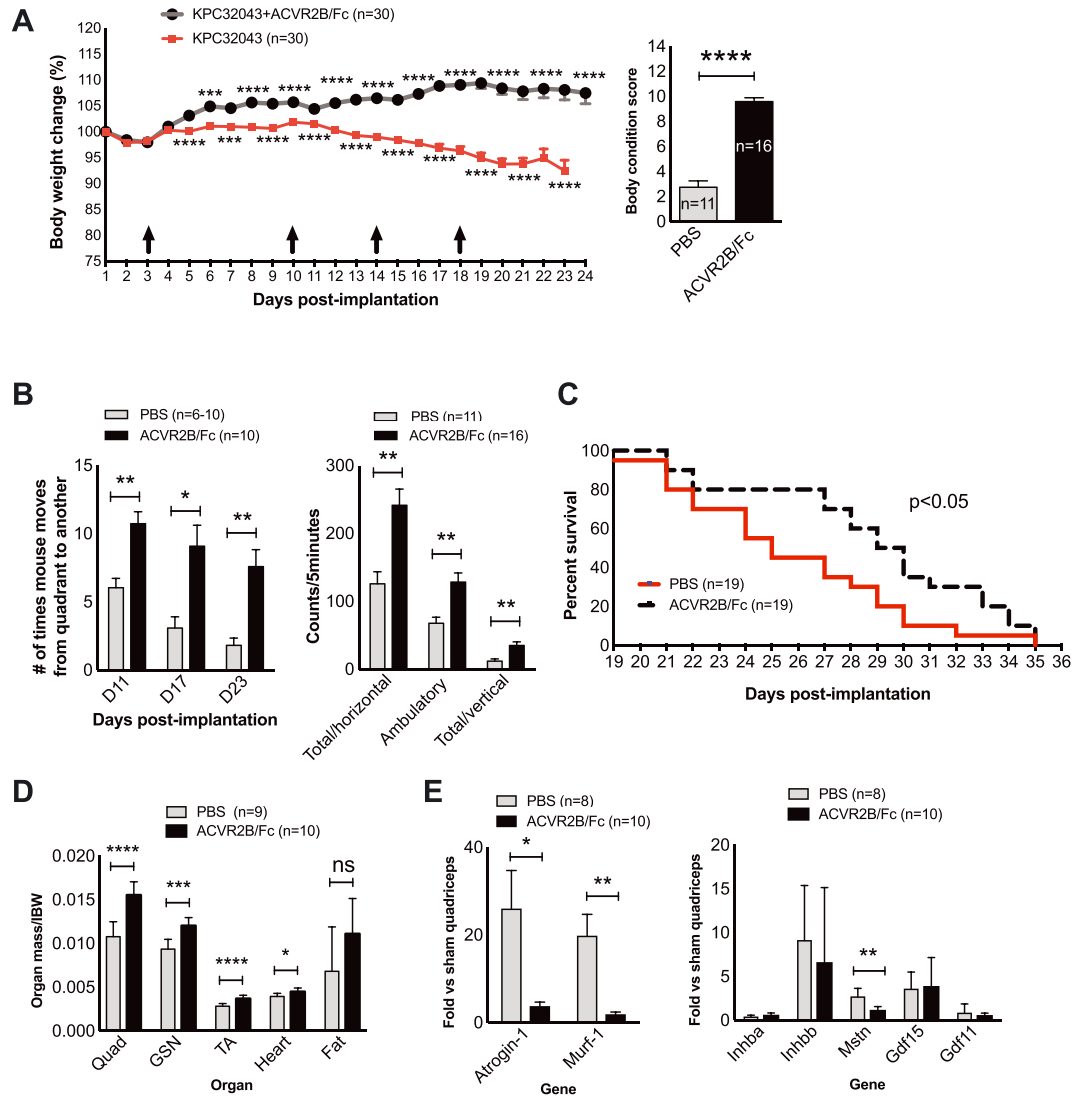 A
KPC32043+ACVR2B/Fc (n=30)
KPC32043 (n=30)
Body weight change (%)
120
115
110
105
100
95
90
85
80
75
*** **** **** **** **** **** **** **** **** ****
**** *** **** **** **** **** **** **** **** ****
1 2 3 4 5 6 7 8 9 10 11 12 13 14 15 16 17 18 19 20 21 22 23 24
Days post-implantation
Body condition score
14
12
10
8
6
4
2
0
****
n=11
n=16
PBS
ACVR2B/Fc
B
PBS (n=6-10)
ACVR2B/Fc (n=10)
# of times mouse moves
from quadrant to another
15
10
5
0
** * **
D11 D17 D23
Days post-implantation
PBS (n=11)
ACVR2B/Fc (n=16)
Counts/5minutes
300
200
100
0
** ** **
Total/horizontal
Ambulatory
Total/vertical
C
Percent survival
100
80
60
40
20
0
p<0.05
PBS (n=19)
ACVR2B/Fc (n=19)
19 20 21 22 23 24 25 26 27 28 29 30 31 32 33 34 35 36
Days post-implantation
D
PBS (n=9)
ACVR2B/Fc (n=10)
Organ mass/IBW
0.020
0.015
0.010
0.005
0.000
**** *** **** * ns
Quad GSN TA Heart Fat
Organ
E
PBS (n=8)
ACVR2B/Fc (n=10)
Fold vs sham quadriceps
40
20
0
* **
Atrogin-1 Murf-1
Gene
PBS (n=8)
ACVR2B/Fc (n=10)
Fold vs sham quadriceps
20
15
10
5
0
**
Inhba Inhbb Mstn Gdf15 Gdf11
Gene